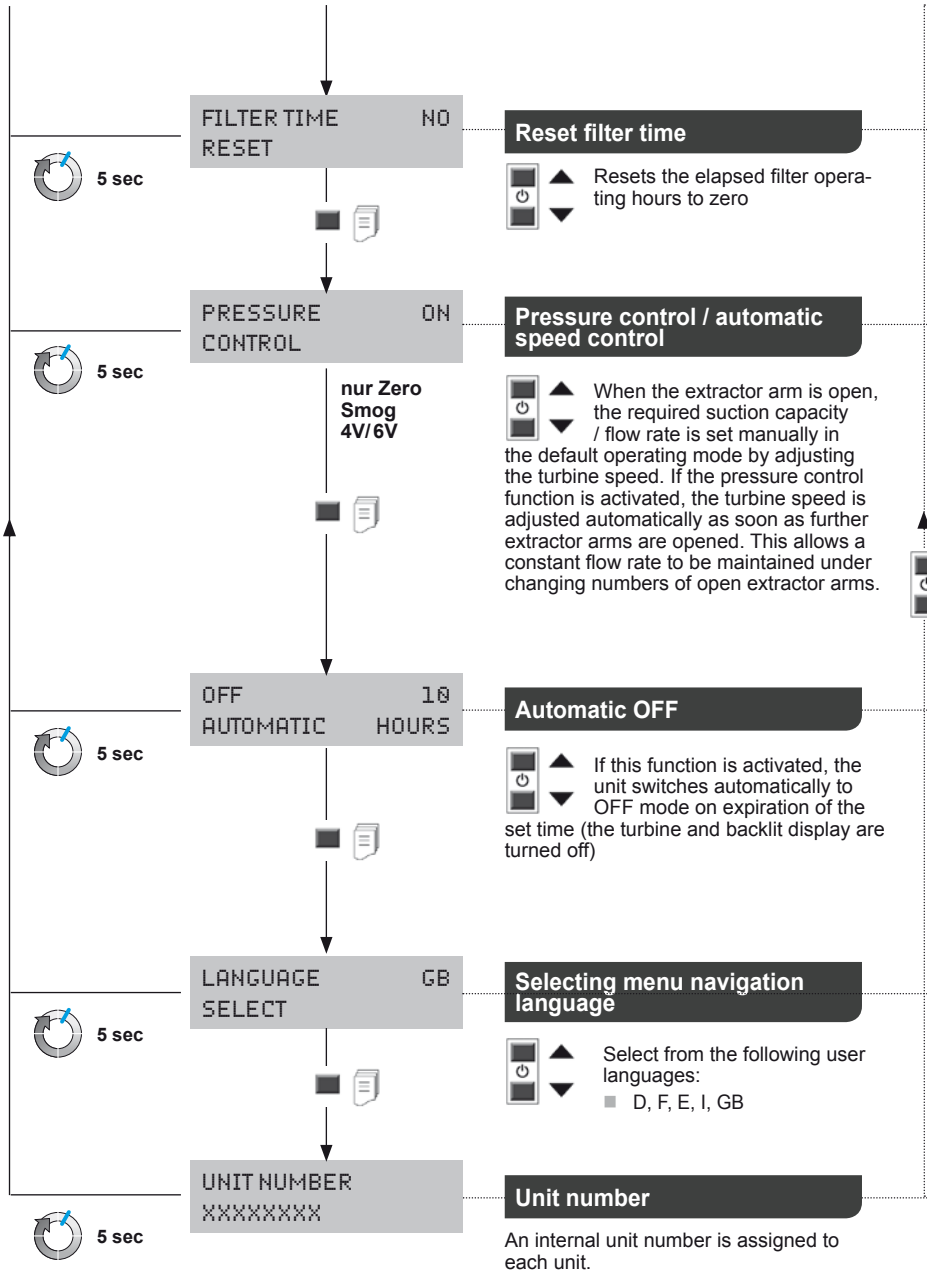 FILTER TIME NO
RESET
5 sec
Reset filter time
Resets the elapsed filter opera-
ting hours to zero
PRESSURE ON
CONTROL
5 sec
nur Zero
Smog
4V/6V
Pressure control / automatic
speed control
When the extractor arm is open,
the required suction capacity
/ flow rate is set manually in
the default operating mode by adjusting
the turbine speed. If the pressure control
function is activated, the turbine speed is
adjusted automatically as soon as further
extractor arms are opened. This allows a
constant flow rate to be maintained under
changing numbers of open extractor arms.
OFF 10
AUTOMATIC HOURS
5 sec
Automatic OFF
If this function is activated, the
unit switches automatically to
OFF mode on expiration of the
set time (the turbine and backlit display are
turned off)
LANGUAGE GB
SELECT
5 sec
Selecting menu navigation
language
Select from the following user
languages:
D, F, E, I, GB
UNIT NUMBER
XXXXXXXX
5 sec
Unit number
An internal unit number is assigned to
each unit.